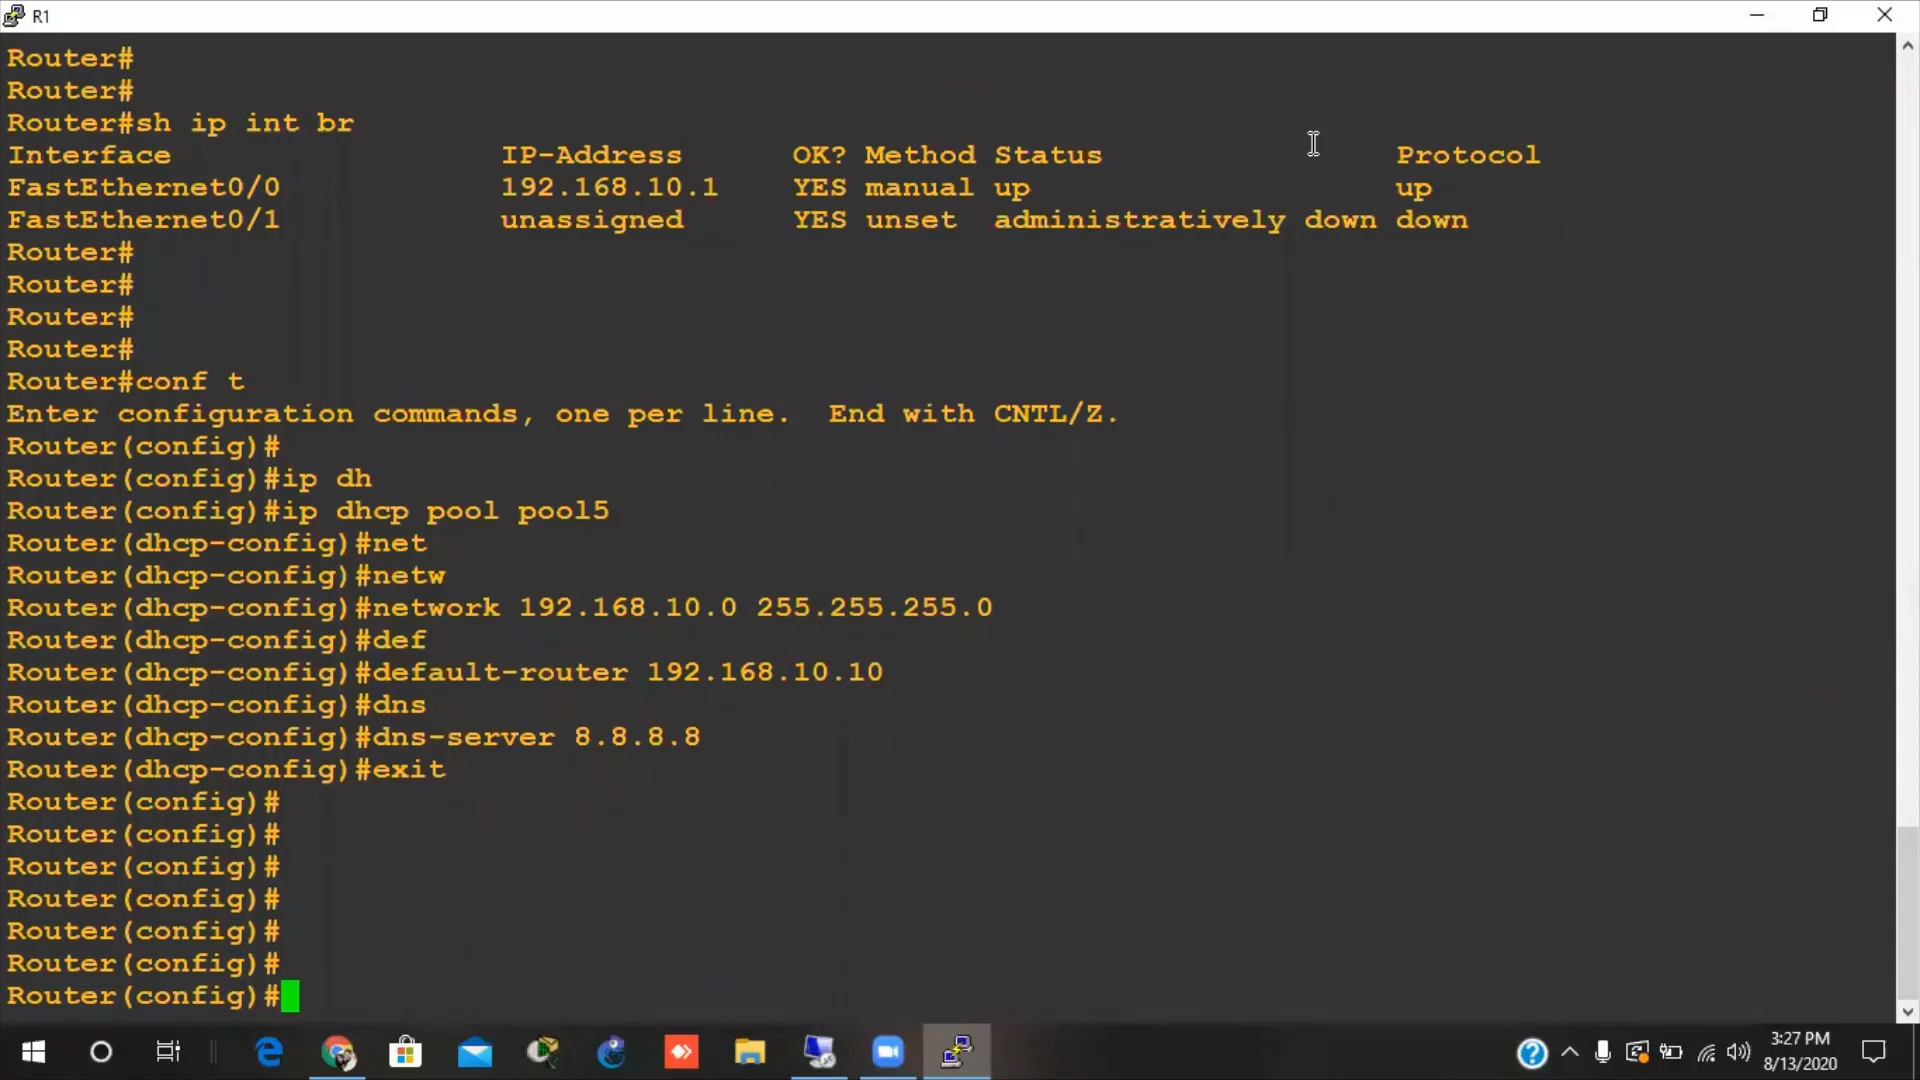 R1
Router#
Router#
Router#sh ip int br
Interface IP-Address OK? Method Status Protocol
FastEthernet0/0 192.168.10.1 YES manual up up
FastEthernet0/1 unassigned YES unset administratively down down
Router#
Router#
Router#
Router#
Router#conf t
Enter configuration commands, one per line. End with CNTL/Z.
Router(config)#
Router(config)#ip dh
Router(config)#ip dhcp pool pool5
Router(dhcp-config)#net
Router(dhcp-config)#netw
Router(dhcp-config)#network 192.168.10.0 255.255.255.0
Router(dhcp-config)#def
Router(dhcp-config)#default-router 192.168.10.10
Router(dhcp-config)#dns
Router(dhcp-config)#dns-server 8.8.8.8
Router(dhcp-config)#exit
Router(config)#
Router(config)#
Router(config)#
Router(config)#
Router(config)#
Router(config)#
Router(config)#
3:27 PM
8/13/2020